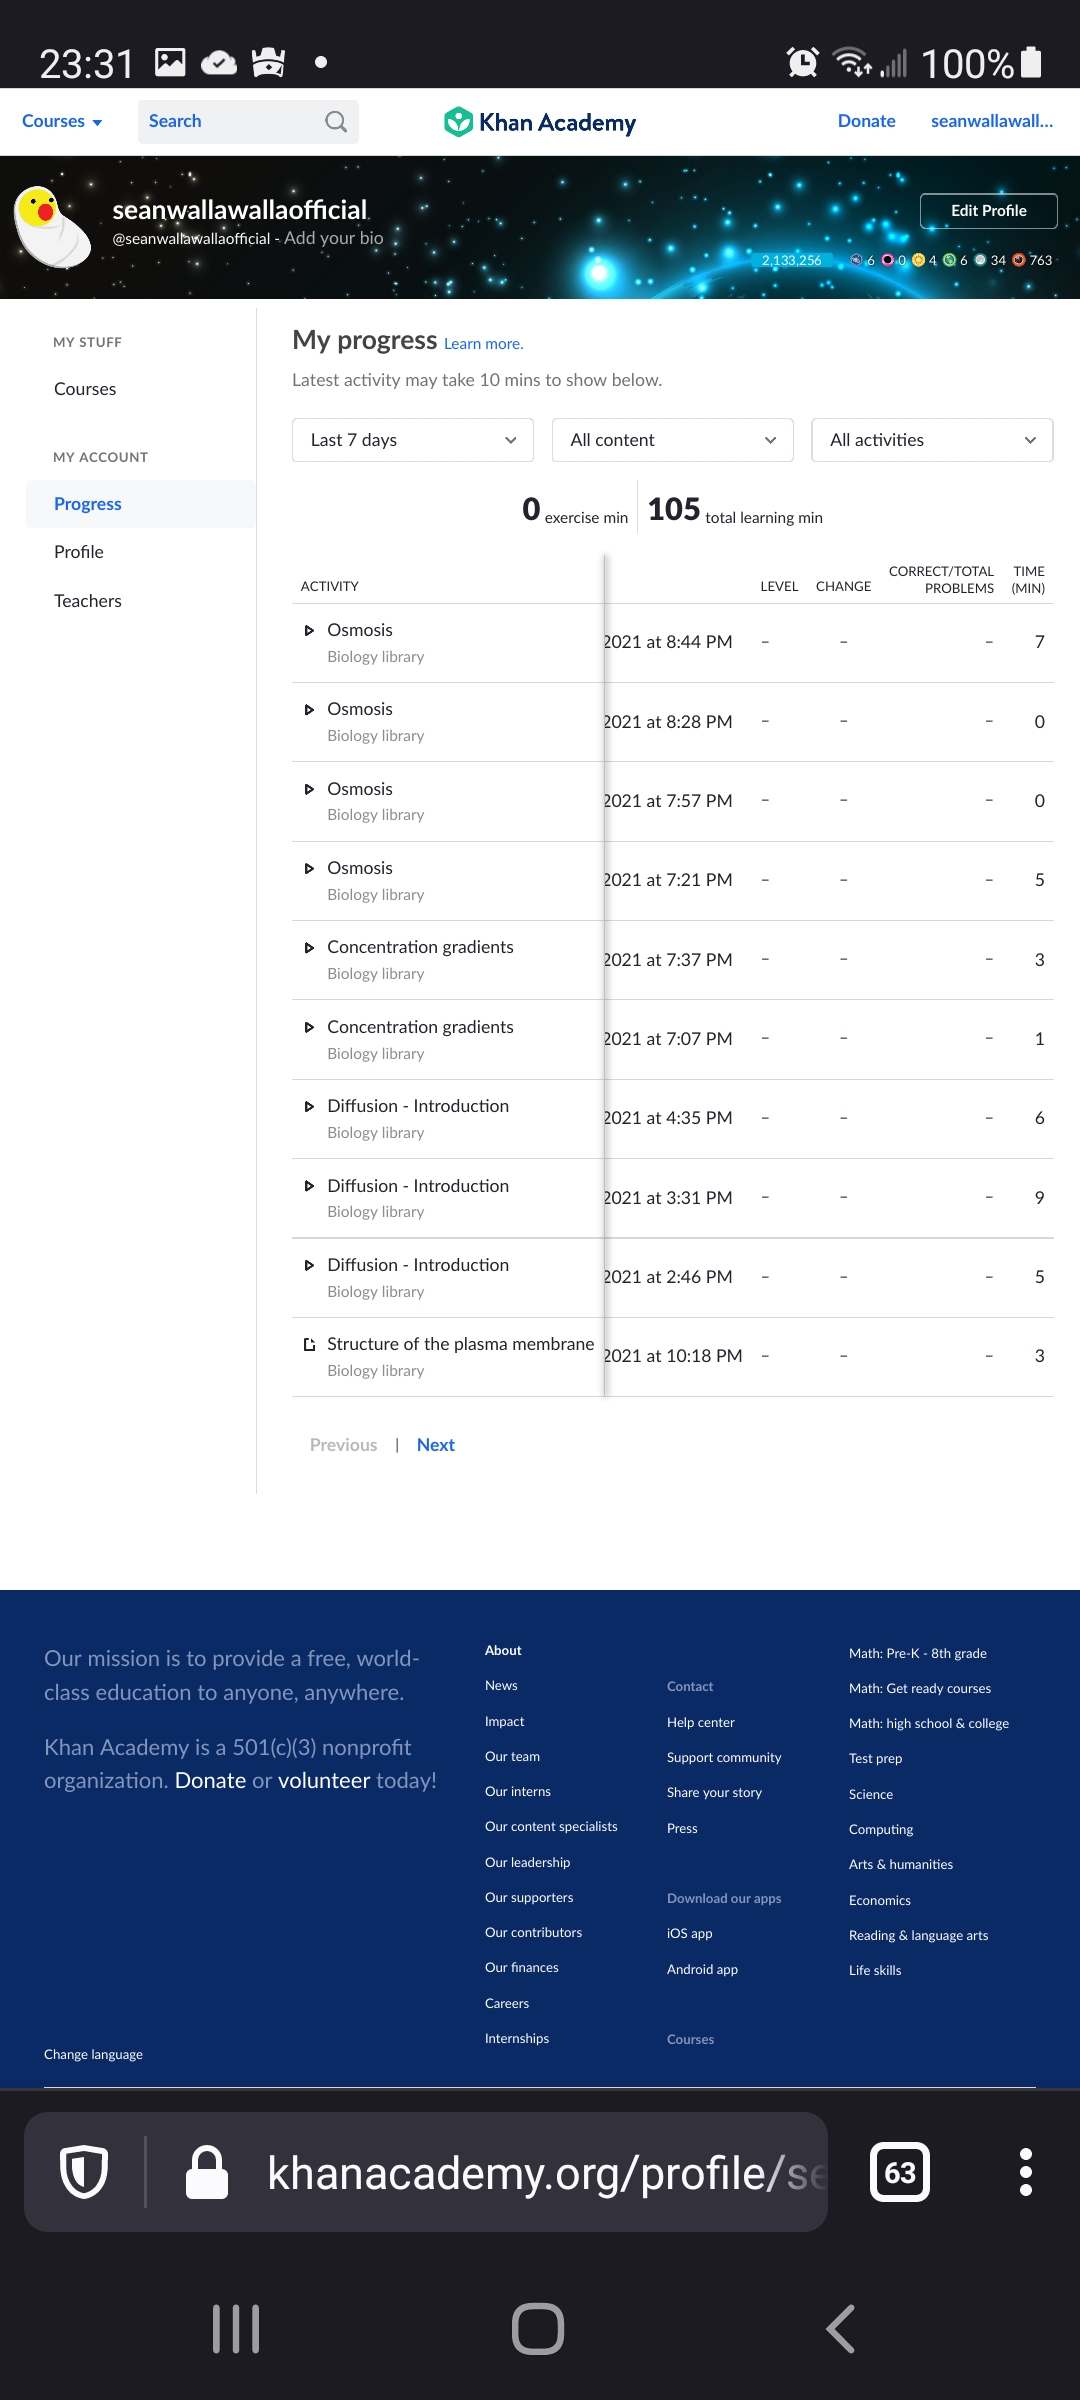 23:31
100%
Courses
Search
Khan Academy
Donate
seanwallawall...
seanwallawallaofficial
@seanwallawallaofficial - Add your bio
Edit Profile
2,133,256 6 0 4 6 34 763
MY STUFF
Courses
MY ACCOUNT
Progress
Profile
Teachers
My progress Learn more.
Latest activity may take 10 mins to show below.
Last 7 days
All content
All activities
0 exercise min
105 total learning min
ACTIVITY LEVEL CHANGE CORRECT/TOTAL PROBLEMS TIME (MIN)
Osmosis
Biology library
2021 at 8:44 PM – – – 7
Osmosis
Biology library
2021 at 8:28 PM – – – 0
Osmosis
Biology library
2021 at 7:57 PM – – – 0
Osmosis
Biology library
2021 at 7:21 PM – – – 5
Concentration gradients
Biology library
2021 at 7:37 PM – – – 3
Concentration gradients
Biology library
2021 at 7:07 PM – – – 1
Diffusion - Introduction
Biology library
2021 at 4:35 PM – – – 6
Diffusion - Introduction
Biology library
2021 at 3:31 PM – – – 9
Diffusion - Introduction
Biology library
2021 at 2:46 PM – – – 5
Structure of the plasma membrane
Biology library
2021 at 10:18 PM – – – 3
Previous | Next
Our mission is to provide a free, world-
class education to anyone, anywhere.
Khan Academy is a 501(c)(3) nonprofit
organization. Donate or volunteer today!
Change language
About
News
Impact
Our team
Our interns
Our content specialists
Our leadership
Our supporters
Our contributors
Our finances
Careers
Internships
Contact
Help center
Support community
Share your story
Press
Download our apps
iOS app
Android app
Courses
Math: Pre-K - 8th grade
Math: Get ready courses
Math: high school & college
Test prep
Science
Computing
Arts & humanities
Economics
Reading & language arts
Life skills
khanacademy.org/profile/se
63